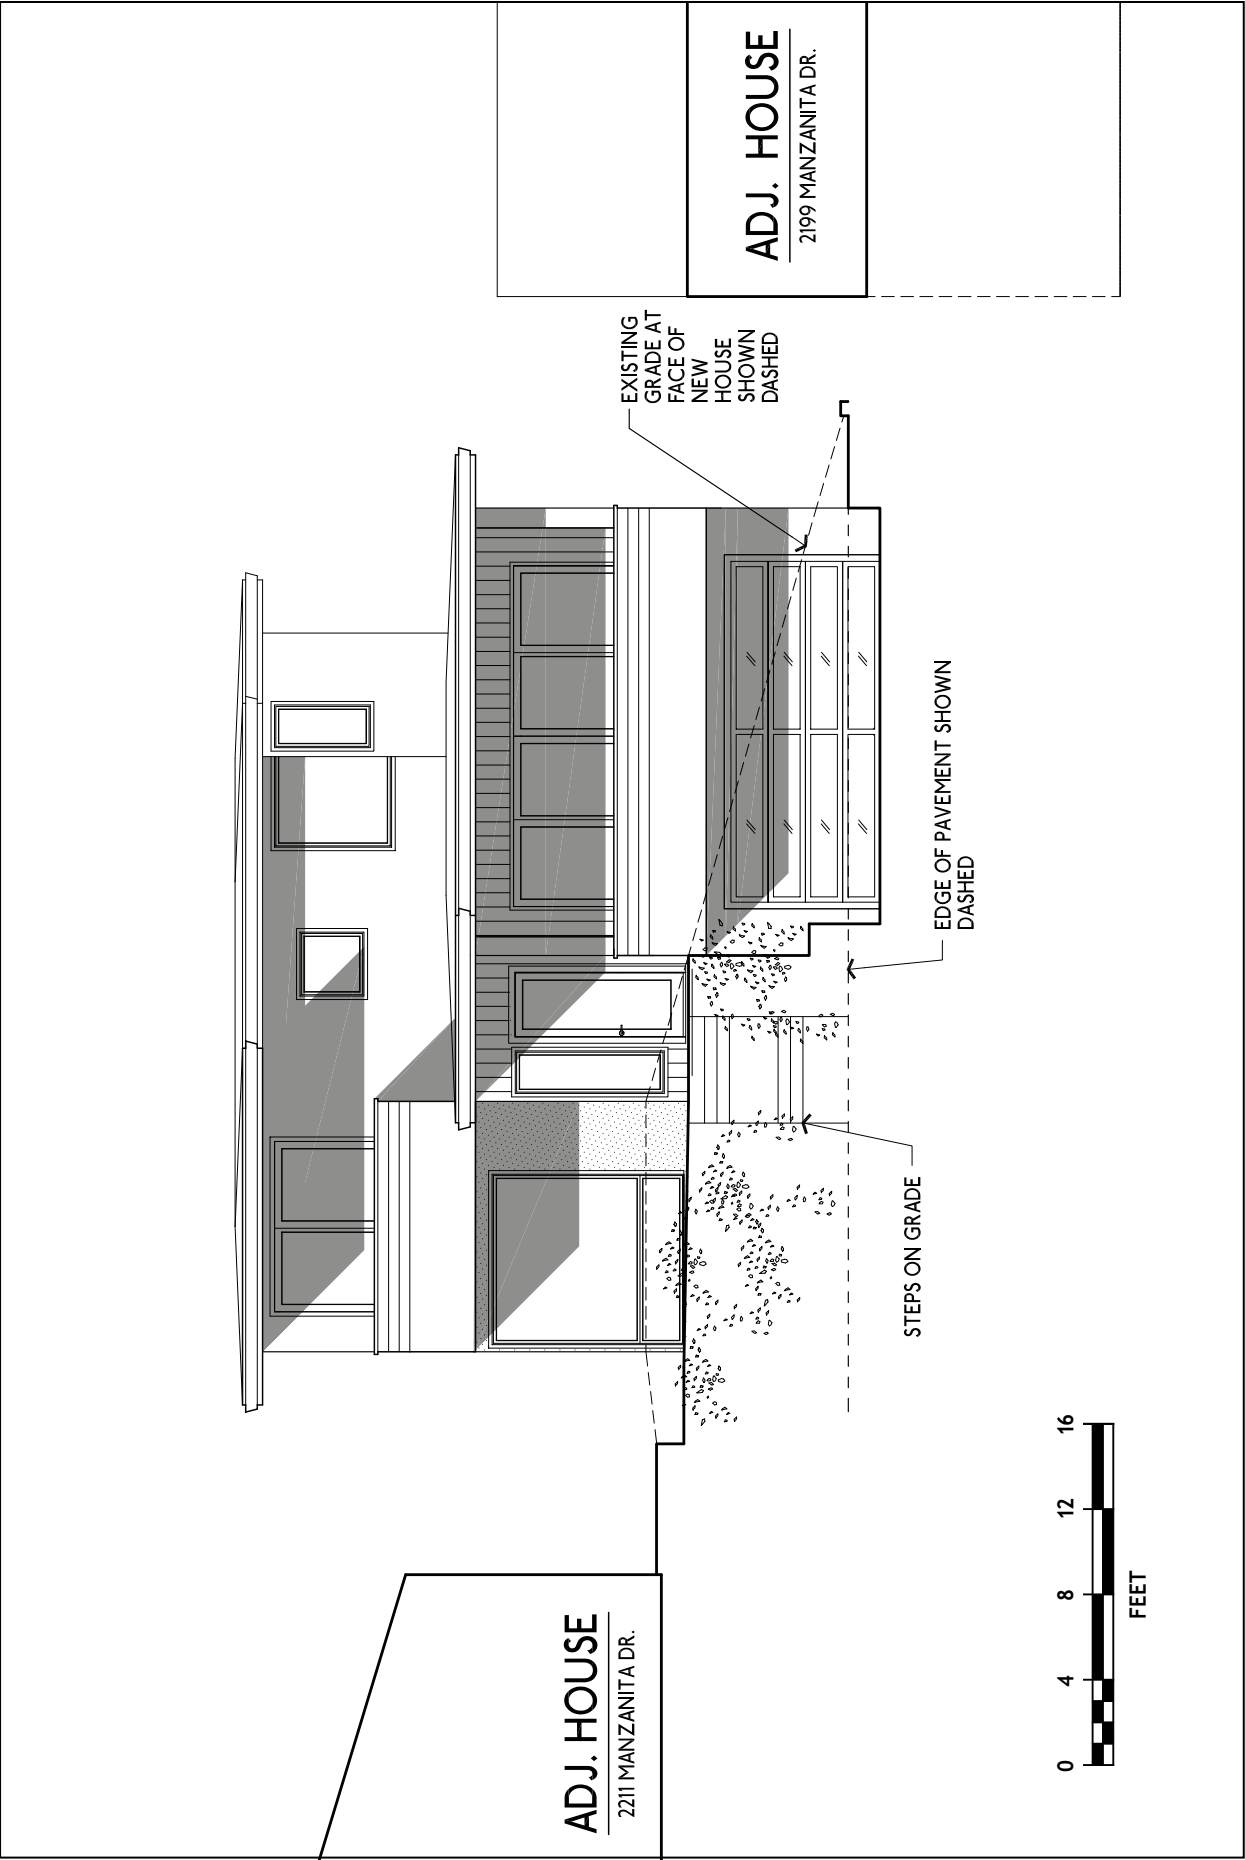 ADJ. HOUSE
2211 MANZANITA DR.
EXISTING
GRADE AT
FACE OF
NEW
HOUSE
SHOWN
DASHED
ADJ. HOUSE
2199 MANZANITA DR.
STEPS ON GRADE
EDGE OF PAVEMENT SHOWN
DASHED
0 4 8 12 16
FEET